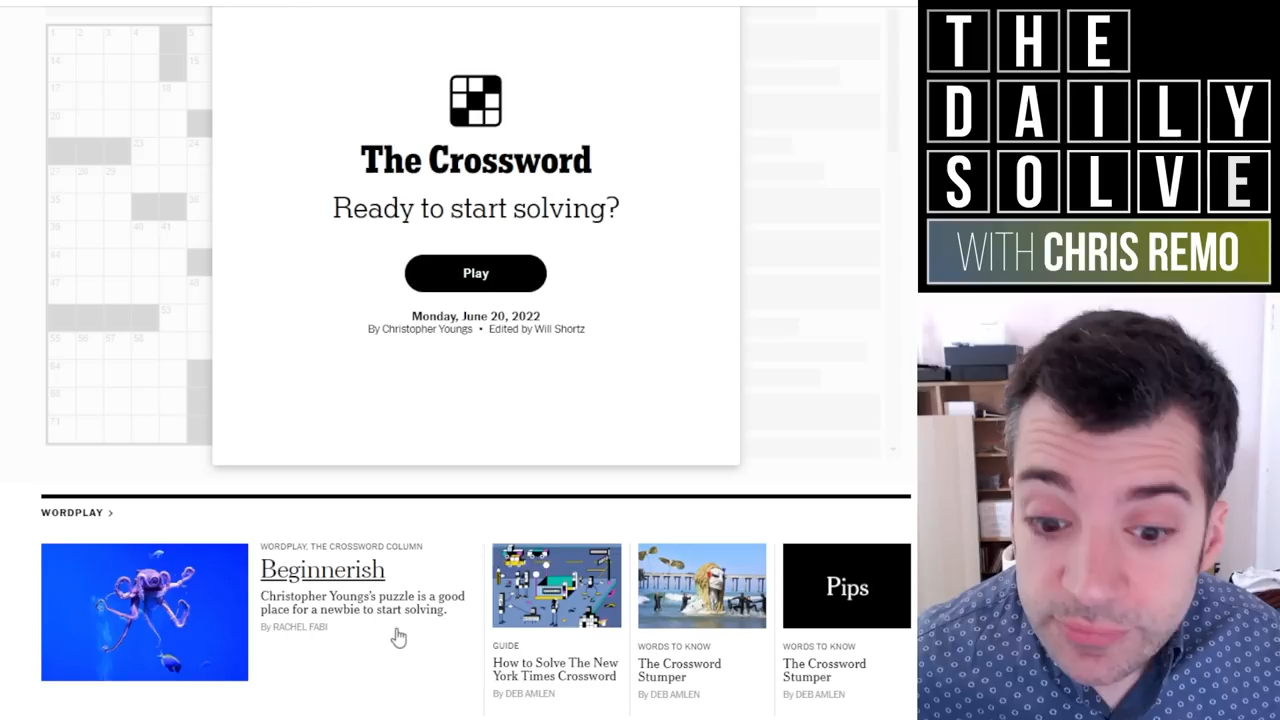 The Crossword
Ready to start solving?
Play
Monday, June 20, 2022
By Christopher Youngs • Edited by Will Shortz
WORDPLAY >
WORDPLAY, THE CROSSWORD COLUMN
Beginnerish
Christopher Youngs's puzzle is a good
place for a newbie to start solving.
By RACHEL FABI
GUIDE
How to Solve The New
York Times Crossword
By DEB AMLEN
WORDS TO KNOW
The Crossword
Stumper
By DEB AMLEN
Pips
WORDS TO KNOW
The Crossword
Stumper
By DEB AMLEN
THE
DAILY
SOLVE
WITH CHRIS REMO